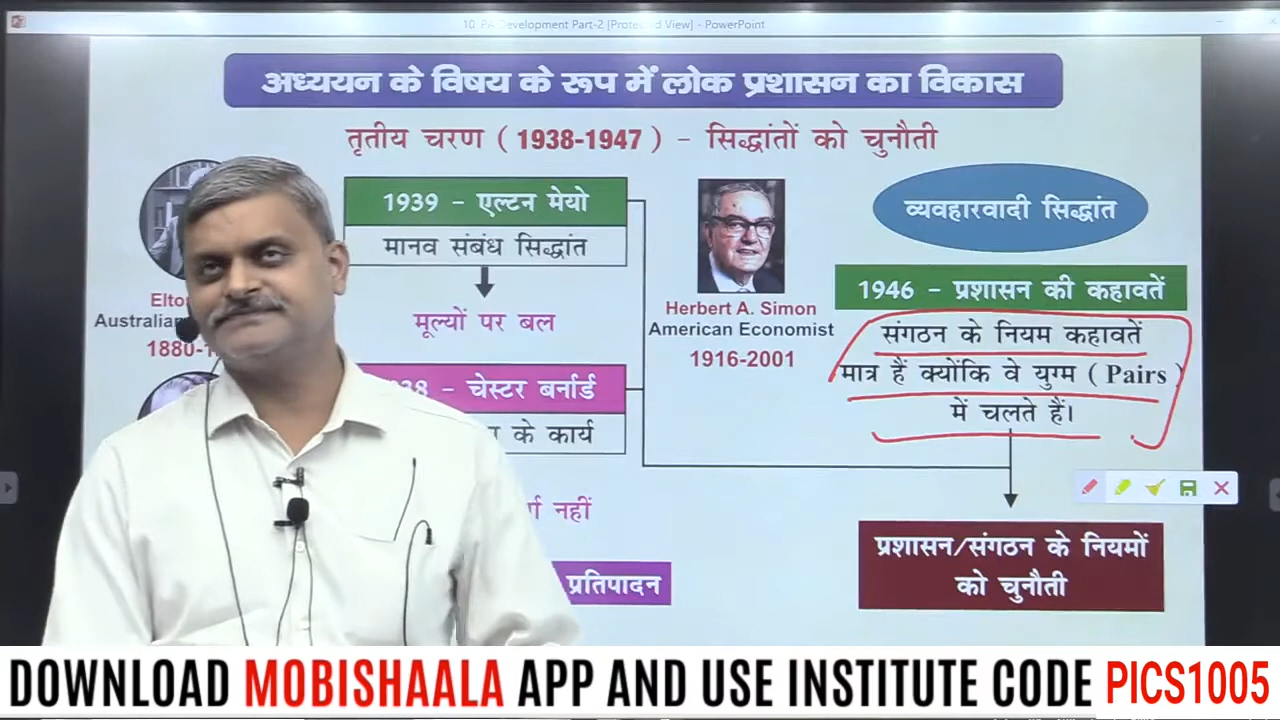 10. PA Development Part-2 [Protected View] - PowerPoint
अध्ययन के विषय के रूप में लोक प्रशासन का विकास
तृतीय चरण ( 1938-1947 ) - सिद्धांतों को चुनौती
1939 - एल्टन मेयो
मानव संबंध सिद्धांत
मूल्यों पर बल
Herbert A. Simon
American Economist
1916-2001
व्यवहारवादी सिद्धांत
1946 - प्रशासन की कहावतें
संगठन के नियम कहावतें
मात्र हैं क्योंकि वे युग्म ( Pairs )
में चलते हैं।
- चेस्टर बर्नार्ड
के कार्य
नहीं
प्रतिपादन
प्रशासन/संगठन के नियमों
को चुनौती
DOWNLOAD MOBISHAALA APP AND USE INSTITUTE CODE PICS1005